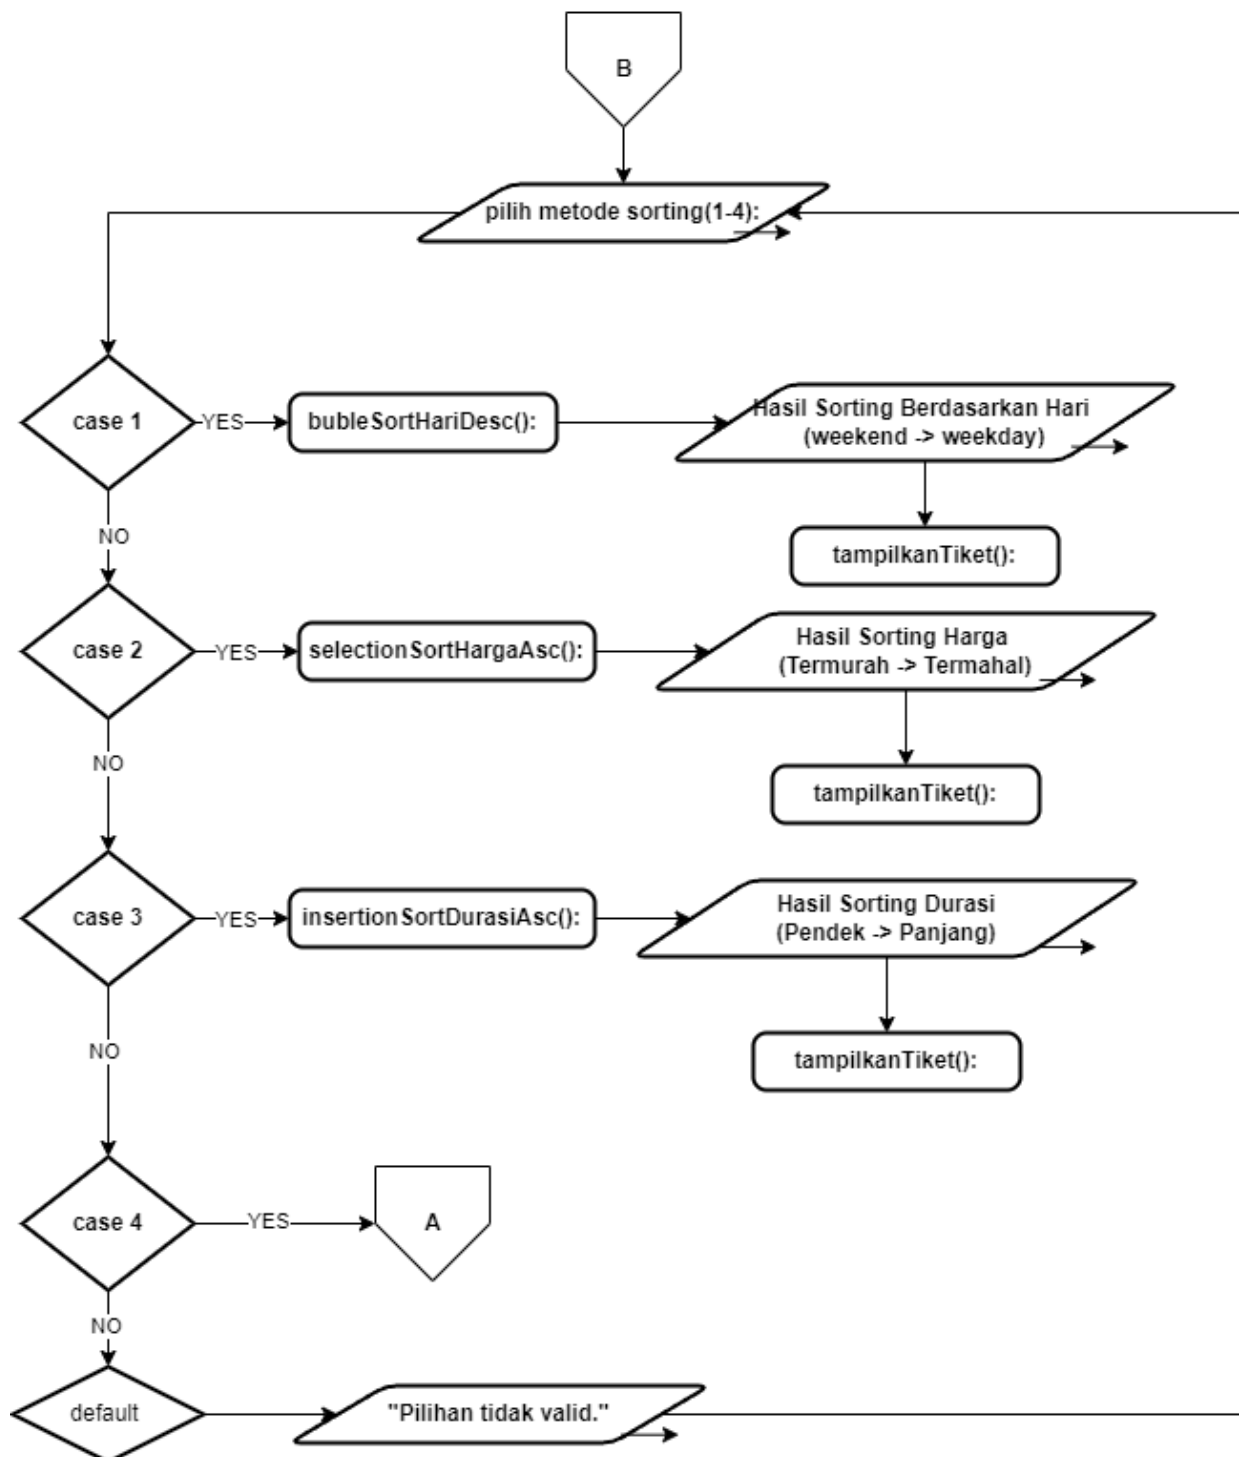 B
pilih metode sorting(1-4):
case 1
YES
bubleSortHariDesc():
Hasil Sorting Berdasarkan Hari
(weekend -> weekday)
tampilkanTiket():
NO
case 2
YES
selectionSortHargaAsc():
Hasil Sorting Harga
(Termurah -> Termahal)
tampilkanTiket():
NO
case 3
YES
insertionSortDurasiAsc():
Hasil Sorting Durasi
(Pendek -> Panjang)
tampilkanTiket():
NO
case 4
YES
A
NO
default
"Pilihan tidak valid."